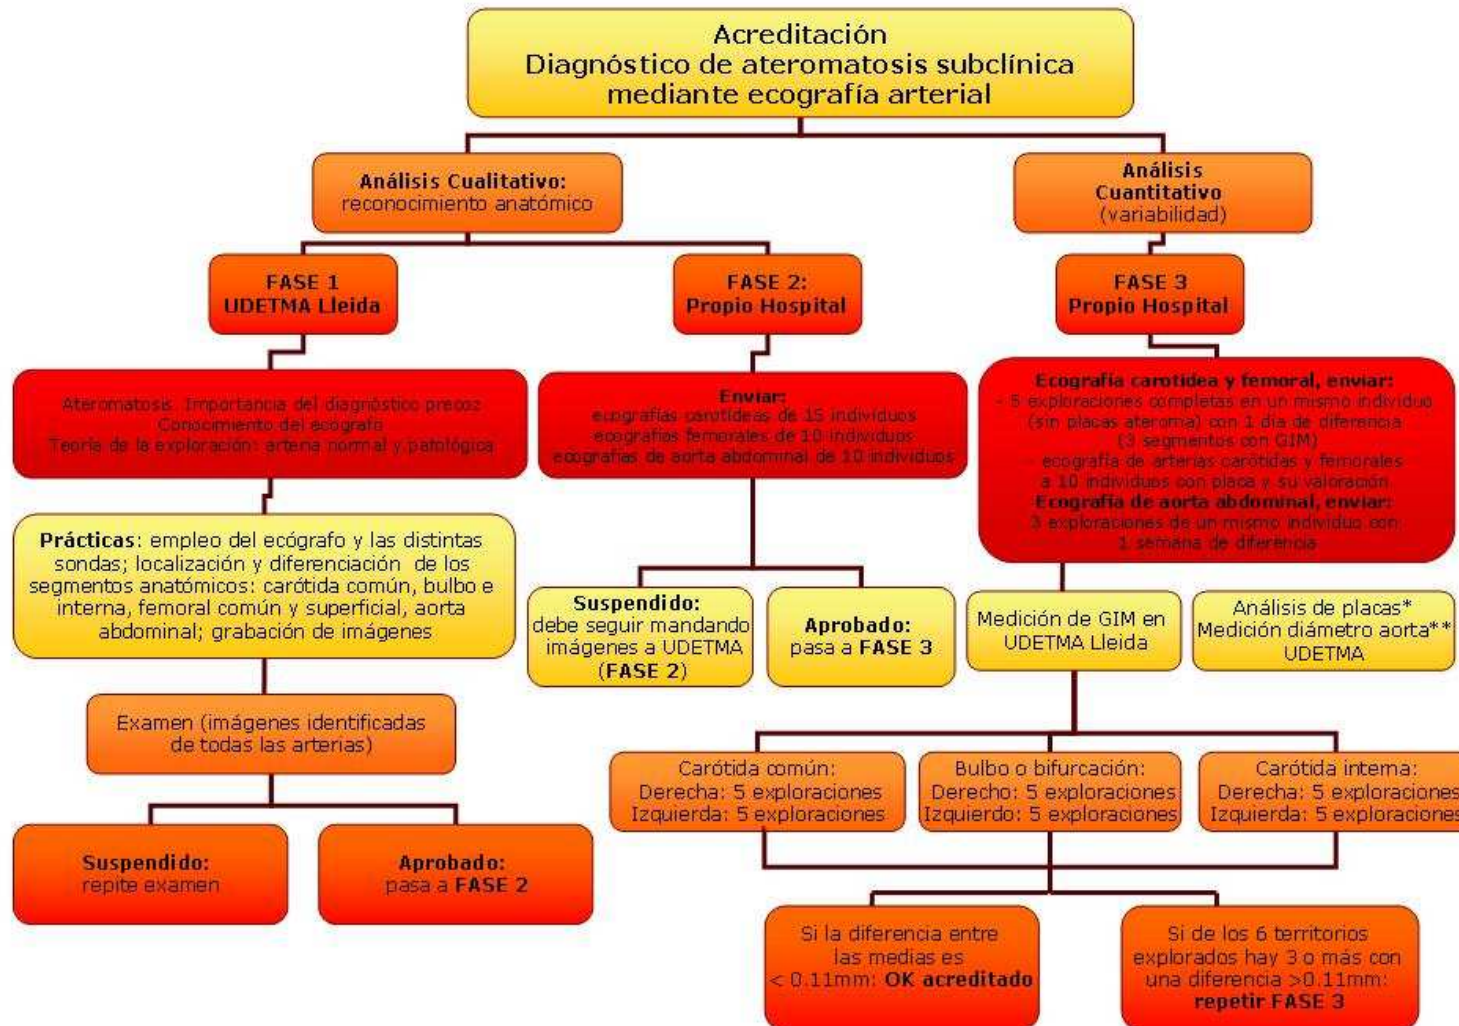 Acreditación
Diagnóstico de ateromatosis subclínica
mediante ecografía arterial
Análisis Cualitativo:
reconocimiento anatómico
Análisis
Cuantitativo
(variabilidad)
FASE 1
UDETMA Lleida
FASE 2:
Propio Hospital
FASE 3
Propio Hospital
Ateromatosis. Importancia del diagnóstico precoz
Conocimiento del ecógrafo
Teoría de la exploración: arteria normal y patológica
Enviar:
ecografías carotídeas de 15 individuos
ecografías femorales de 10 individuos
ecografías de aorta abdominal de 10 individuos
Ecografía carotídea y femoral, enviar:
- 5 exploraciones completas en un mismo individuo
(sin placas ateroma) con 1 día de diferencia
(3 segmentos con GIM)
- ecografía de arterias carótidas y femorales
a 10 individuos con placa y su valoración
Ecografía de aorta abdominal, enviar:
3 exploraciones de un mismo individuo con
1 semana de diferencia
Prácticas: empleo del ecógrafo y las distintas
sondas; localización y diferenciación de los
segmentos anatómicos: carótida común, bulbo e
interna, femoral común y superficial, aorta
abdominal; grabación de imágenes
Suspendido:
debe seguir mandando
imágenes a UDETMA
(FASE 2)
Aprobado:
pasa a FASE 3
Medición de GIM en
UDETMA Lleida
Análisis de placas*
Medición diámetro aorta**
UDETMA
Examen (imágenes identificadas
de todas las arterias)
Carótida común:
Derecha: 5 exploraciones
Izquierda: 5 exploraciones
Bulbo o bifurcación:
Derecho: 5 exploraciones
Izquierdo: 5 exploraciones
Carótida interna:
Derecha: 5 exploraciones
Izquierda: 5 exploraciones
Suspendido:
repite examen
Aprobado:
pasa a FASE 2
Si la diferencia entre
las medias es
< 0.11mm: OK acreditado
Si de los 6 territorios
explorados hay 3 o más con
una diferencia >0.11mm:
repetir FASE 3